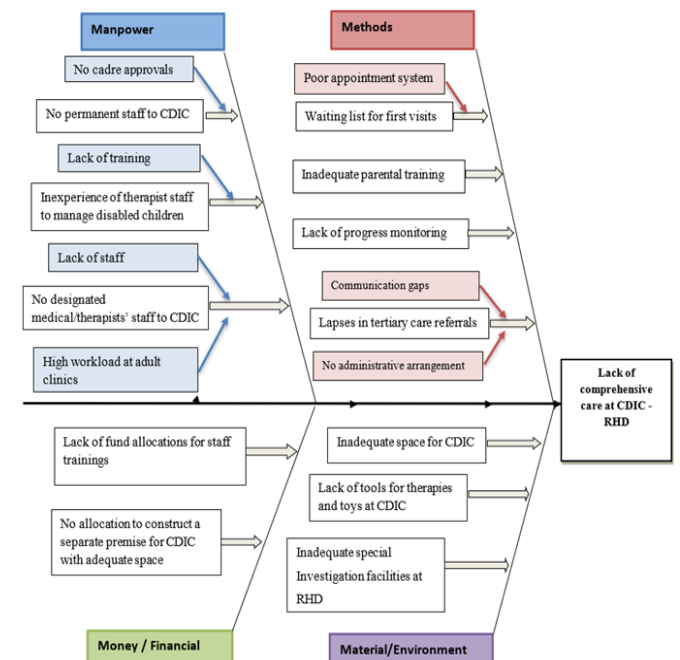 Manpower
No cadre approvals
No permanent staff to CDIC
Lack of training
Inexperience of therapist staff
to manage disabled children
Lack of staff
No designated
medical/therapists' staff to CDIC
High workload at adult
clinics
Methods
Poor appointment system
Waiting list for first visits
Inadequate parental training
Lack of progress monitoring
Communication gaps
Lapses in tertiary care referrals
No administrative arrangement
Lack of
comprehensive
care at CDIC -
RHD
Lack of fund allocations for staff
trainings
No allocation to construct a
separate premise for CDIC
with adequate space
Money / Financial
Inadequate space for CDIC
Lack of tools for therapies
and toys at CDIC
Inadequate special
Investigation facilities at
RHD
Material/Environment